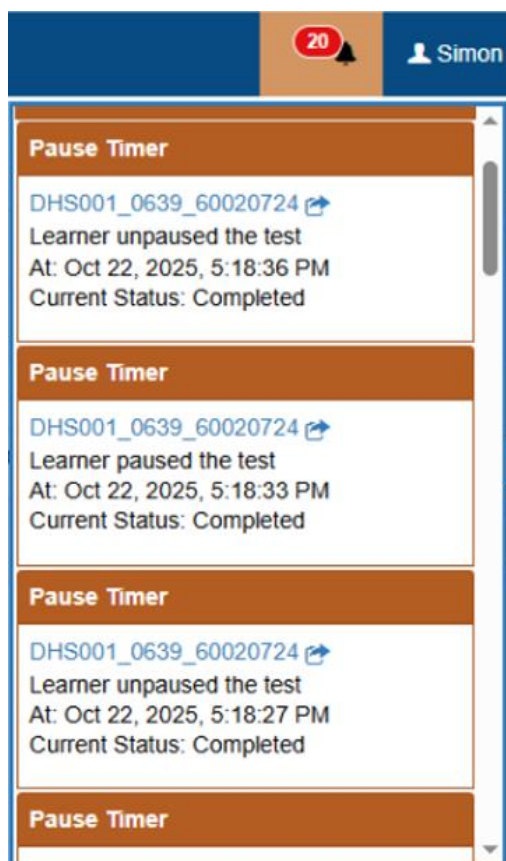 20
Simon
Pause Timer
DHS001_0639_60020724
Learner unpaused the test
At: Oct 22, 2025, 5:18:36 PM
Current Status: Completed
Pause Timer
DHS001_0639_60020724
Learner paused the test
At: Oct 22, 2025, 5:18:33 PM
Current Status: Completed
Pause Timer
DHS001_0639_60020724
Learner unpaused the test
At: Oct 22, 2025, 5:18:27 PM
Current Status: Completed
Pause Timer